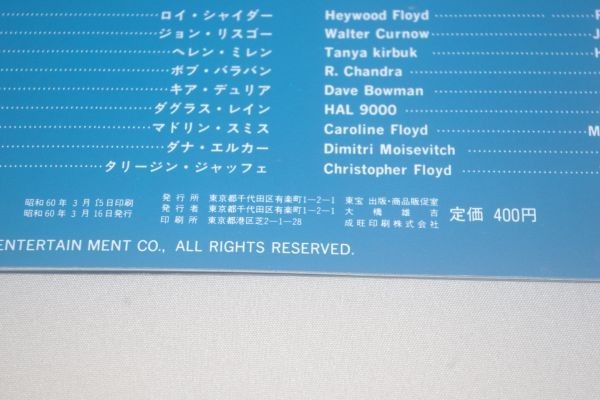 ロイ・シャイダー
ジョン・リスゴー
ヘレン・ミレン
ボブ・バラバン
キア・デュリア
ダグラス・レイン
マドリン・スミス
ダナ・エルカー
タリージン・ジャッフェ
Heywood Floyd
Walter Curnow
Tanya kirbuk
R. Chandra
Dave Bowman
HAL 9000
Caroline Floyd
Dimitri Moisevitch
Christopher Floyd
昭和60年3月15日印刷
昭和60年3月16日発行
発行所 東京都千代田区有楽町1-2-1 東宝 出版・商品販促室
発行者 東京都千代田区有楽町1-2-1 大橋雄吉
印刷所 東京都港区芝2-1-28 成旺印刷株式会社
定価 400円
ENTERTAIN MENT CO., ALL RIGHTS RESERVED.